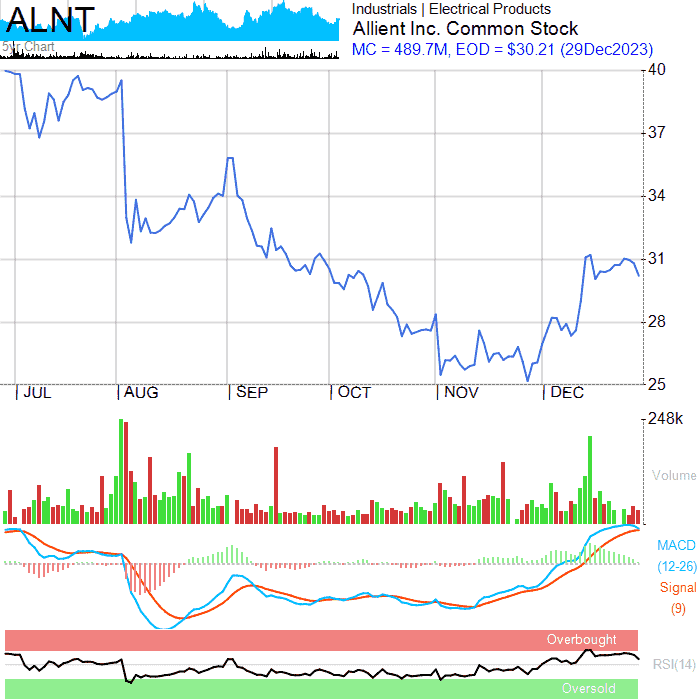 ALNT
5yr Chart
Industrials | Electrical Products
Allient Inc. Common Stock
MC = 489.7M, EOD = $30.21 (29Dec2023)
40
37
34
31
28
25
JUL AUG SEP OCT NOV DEC
248k
Volume
MACD
(12-26)
Signal
(9)
Overbought
RSI(14)
Oversold